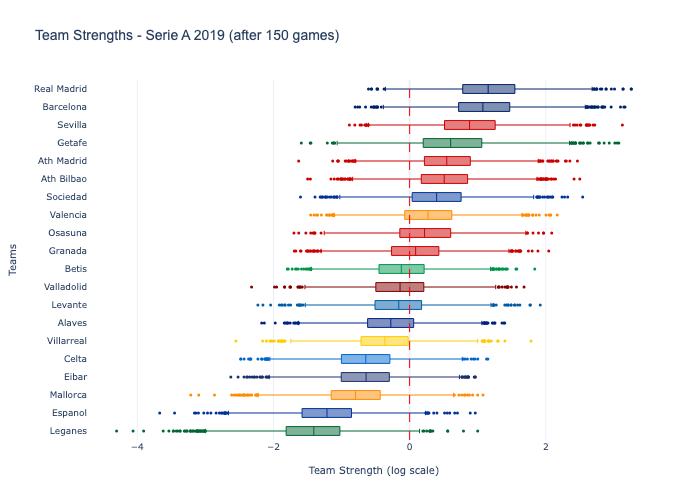 Team Strengths - Serie A 2019 (after 150 games)
Real Madrid
Barcelona
Sevilla
Getafe
Ath Madrid
Ath Bilbao
Sociedad
Valencia
Osasuna
Granada
Betis
Valladolid
Levante
Alaves
Villarreal
Celta
Eibar
Mallorca
Espanol
Leganes
Teams
−4
−2
0
2
Team Strength (log scale)